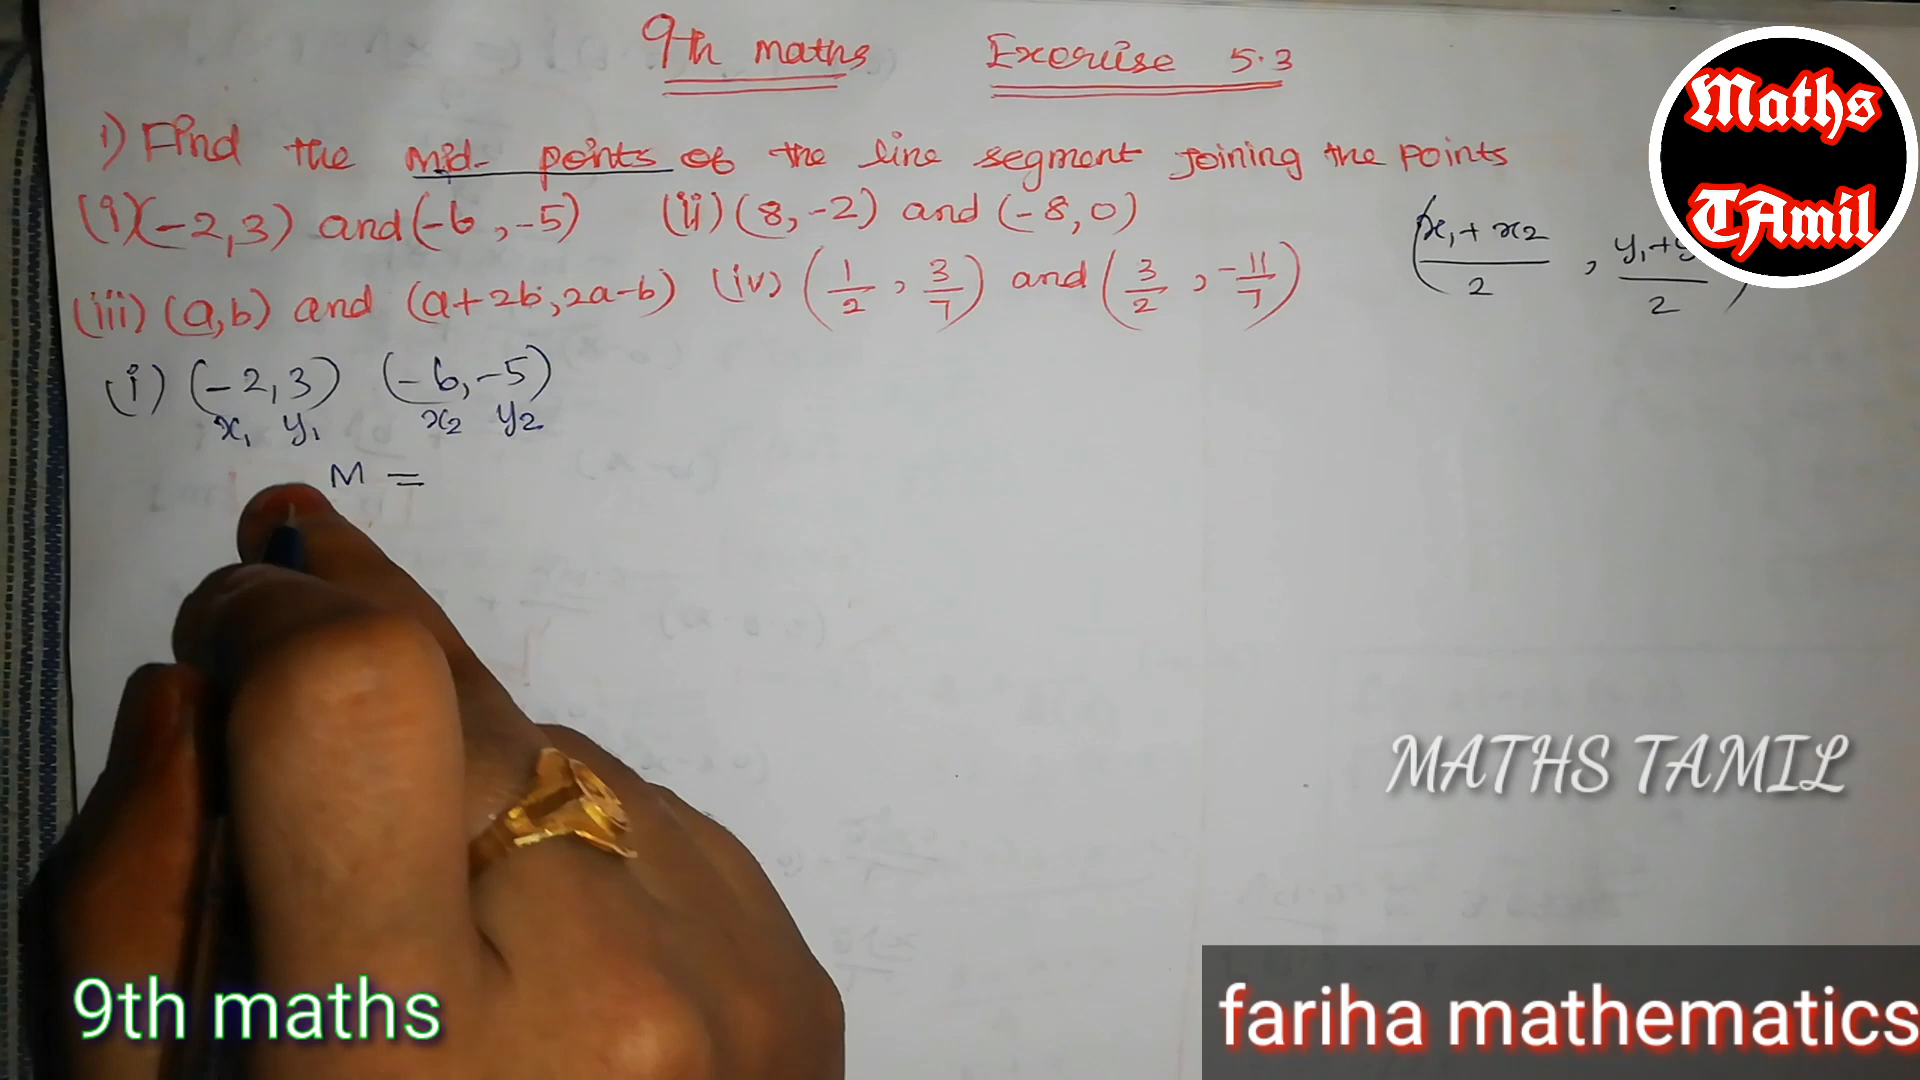 9th maths Exercise 5.3
1) Find the mid- points of the line segment joining the points
(i) (-2,3) and (-6,-5) (ii) (8,-2) and (-8,0)
(iii) (a,b) and (a+2b,2a-b) (iv) (1/2, 3/7) and (3/2, -11/7)
(x₁+x₂/2, y₁+y/2)
(i) (-2,3) (-6,-5)
x₁ y₁ x₂ y₂
M =
Maths
TAmil
MATHS TAMIL
9th maths
fariha mathematics